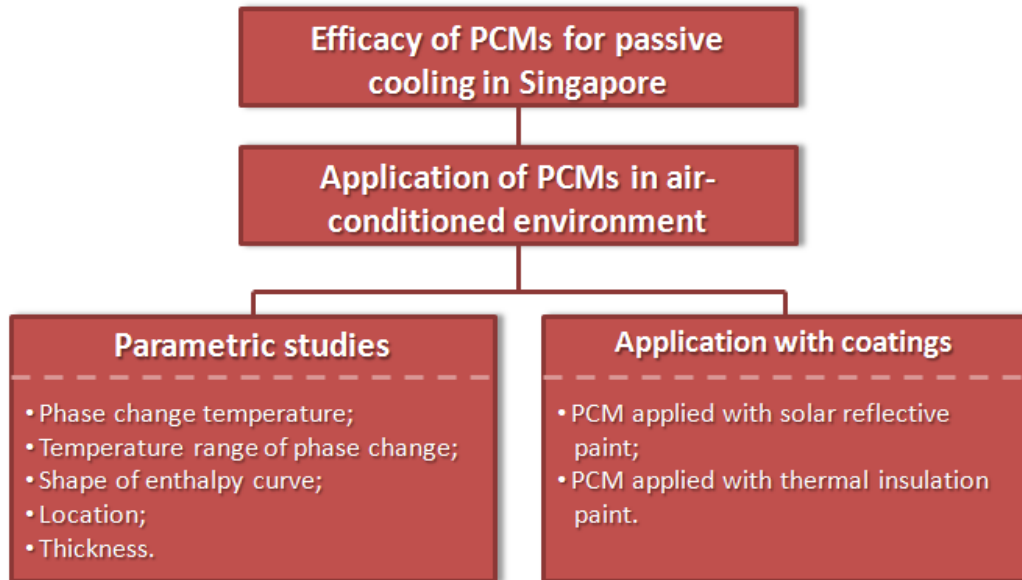 Efficacy of PCMs for passive
cooling in Singapore
Application of PCMs in air-
conditioned environment
Parametric studies
• Phase change temperature;
• Temperature range of phase change;
• Shape of enthalpy curve;
• Location;
• Thickness.
Application with coatings
• PCM applied with solar reflective
paint;
• PCM applied with thermal insulation
paint.